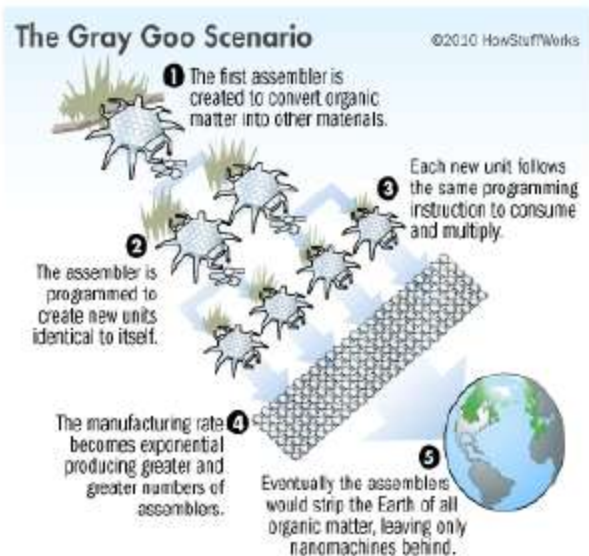 The Gray Goo Scenario
©2010 HowStuffWorks
1 The first assembler is
created to convert organic
matter into other materials.
2
The assembler is
programmed to
create new units
identical to itself.
Each new unit follows
3 the same programming
instruction to consume
and multiply.
The manufacturing rate 4
becomes exponential
producing greater and
greater numbers of
assemblers.
5
Eventually the assemblers
would strip the Earth of all
organic matter, leaving only
nanomachines behind.